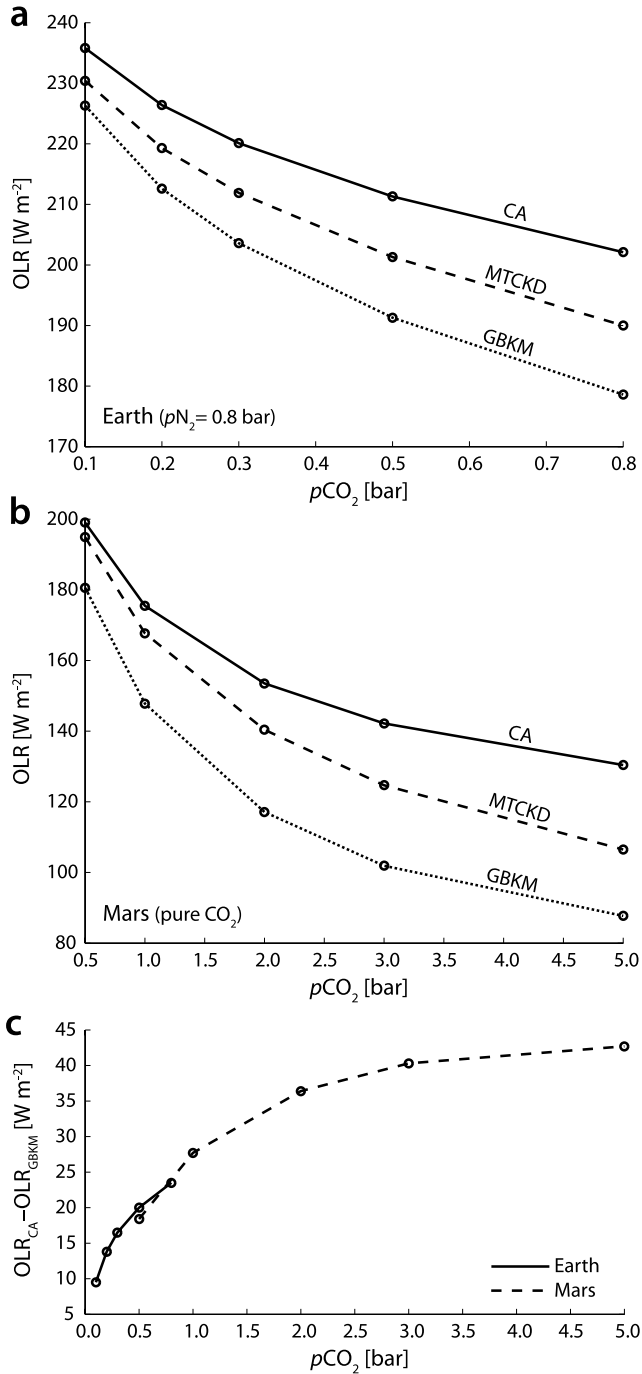 a
240
230
220
210
200
190
180
170
OLR [W m⁻²]
CA
MTCKD
GBKM
Earth (pN₂= 0.8 bar)
0.1 0.2 0.3 0.4 0.5 0.6 0.7 0.8
pCO₂ [bar]
b
200
180
160
140
120
100
80
OLR [W m⁻²]
CA
MTCKD
GBKM
Mars (pure CO₂)
0.5 1.0 1.5 2.0 2.5 3.0 3.5 4.0 4.5 5.0
pCO₂ [bar]
c
45
40
35
30
25
20
15
10
5
OLR_CA−OLR_GBKM [W m⁻²]
Earth
Mars
0.0 0.5 1.0 1.5 2.0 2.5 3.0 3.5 4.0 4.5 5.0
pCO₂ [bar]